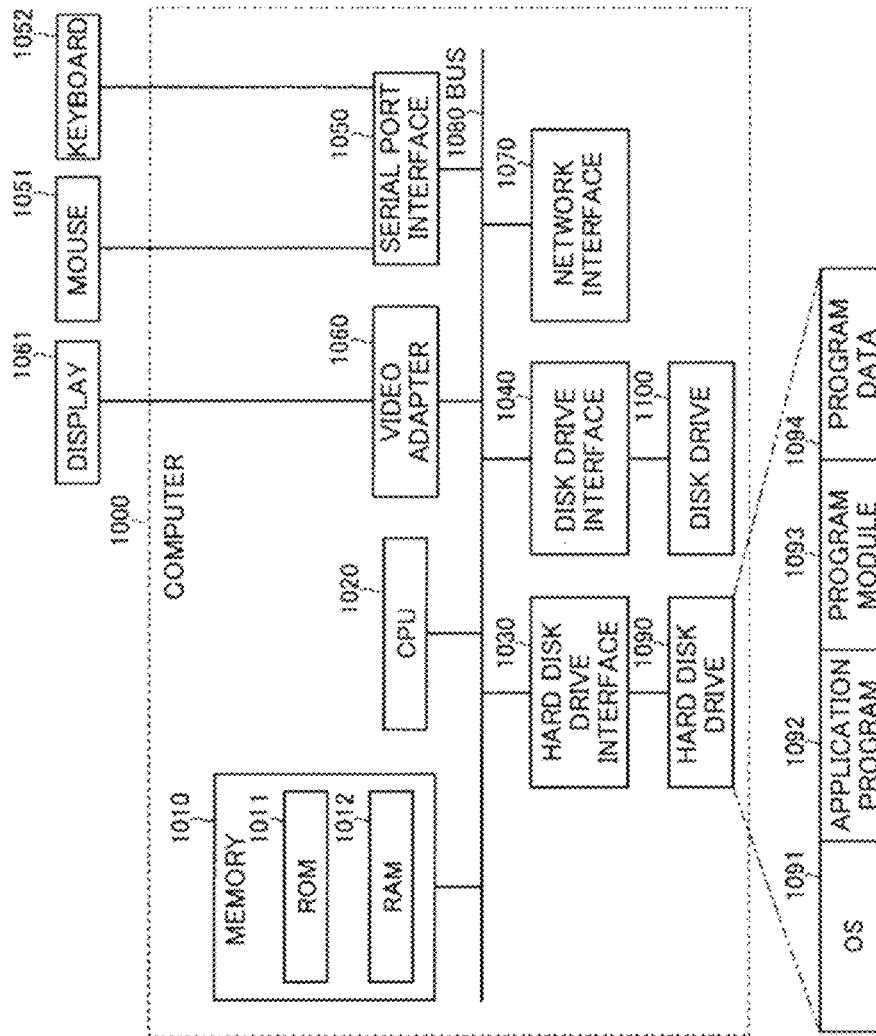 1000
COMPUTER
1010
MEMORY
1011
ROM
1012
RAM
1020
CPU
1061
DISPLAY
1051
MOUSE
1052
KEYBOARD
1060
VIDEO
ADAPTER
1050
SERIAL PORT
INTERFACE
1080 BUS
1030
HARD DISK
DRIVE
INTERFACE
1040
DISK DRIVE
INTERFACE
1070
NETWORK
INTERFACE
1090
HARD DISK
DRIVE
1100
DISK DRIVE
1091
OS
1092
APPLICATION
PROGRAM
1093
PROGRAM
MODULE
1094
PROGRAM
DATA